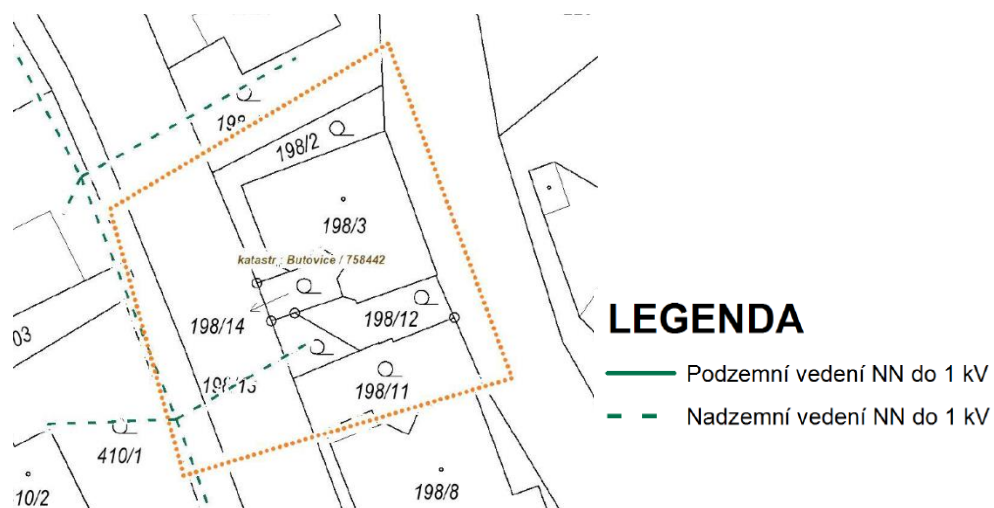 198/2
198/3
katastr: Butovice / 758442
198/14
198/12
198/13
198/11
410/1
198/8
10/2
03
LEGENDA
Podzemní vedení NN do 1 kV
Nadzemní vedení NN do 1 kV